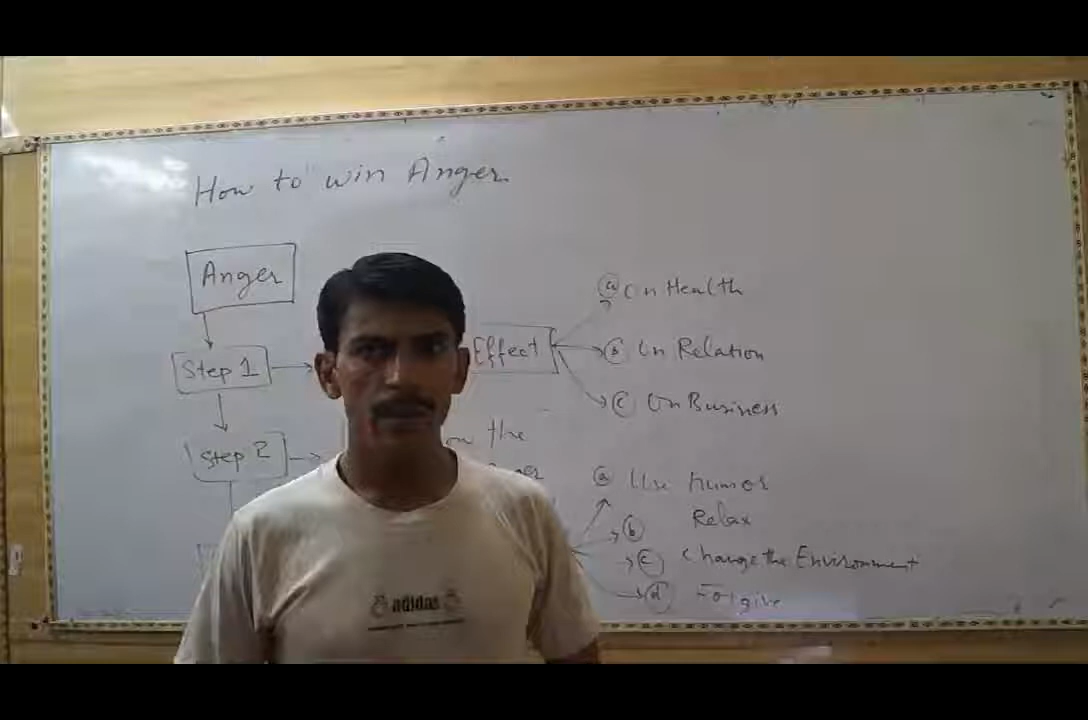 How to win Anger
Anger
Step 1
Effect
a On Health
b On Relation
c On Business
Step 2
the
a Use humor
b Relax
c Change the Environment
d Forgive
adidas